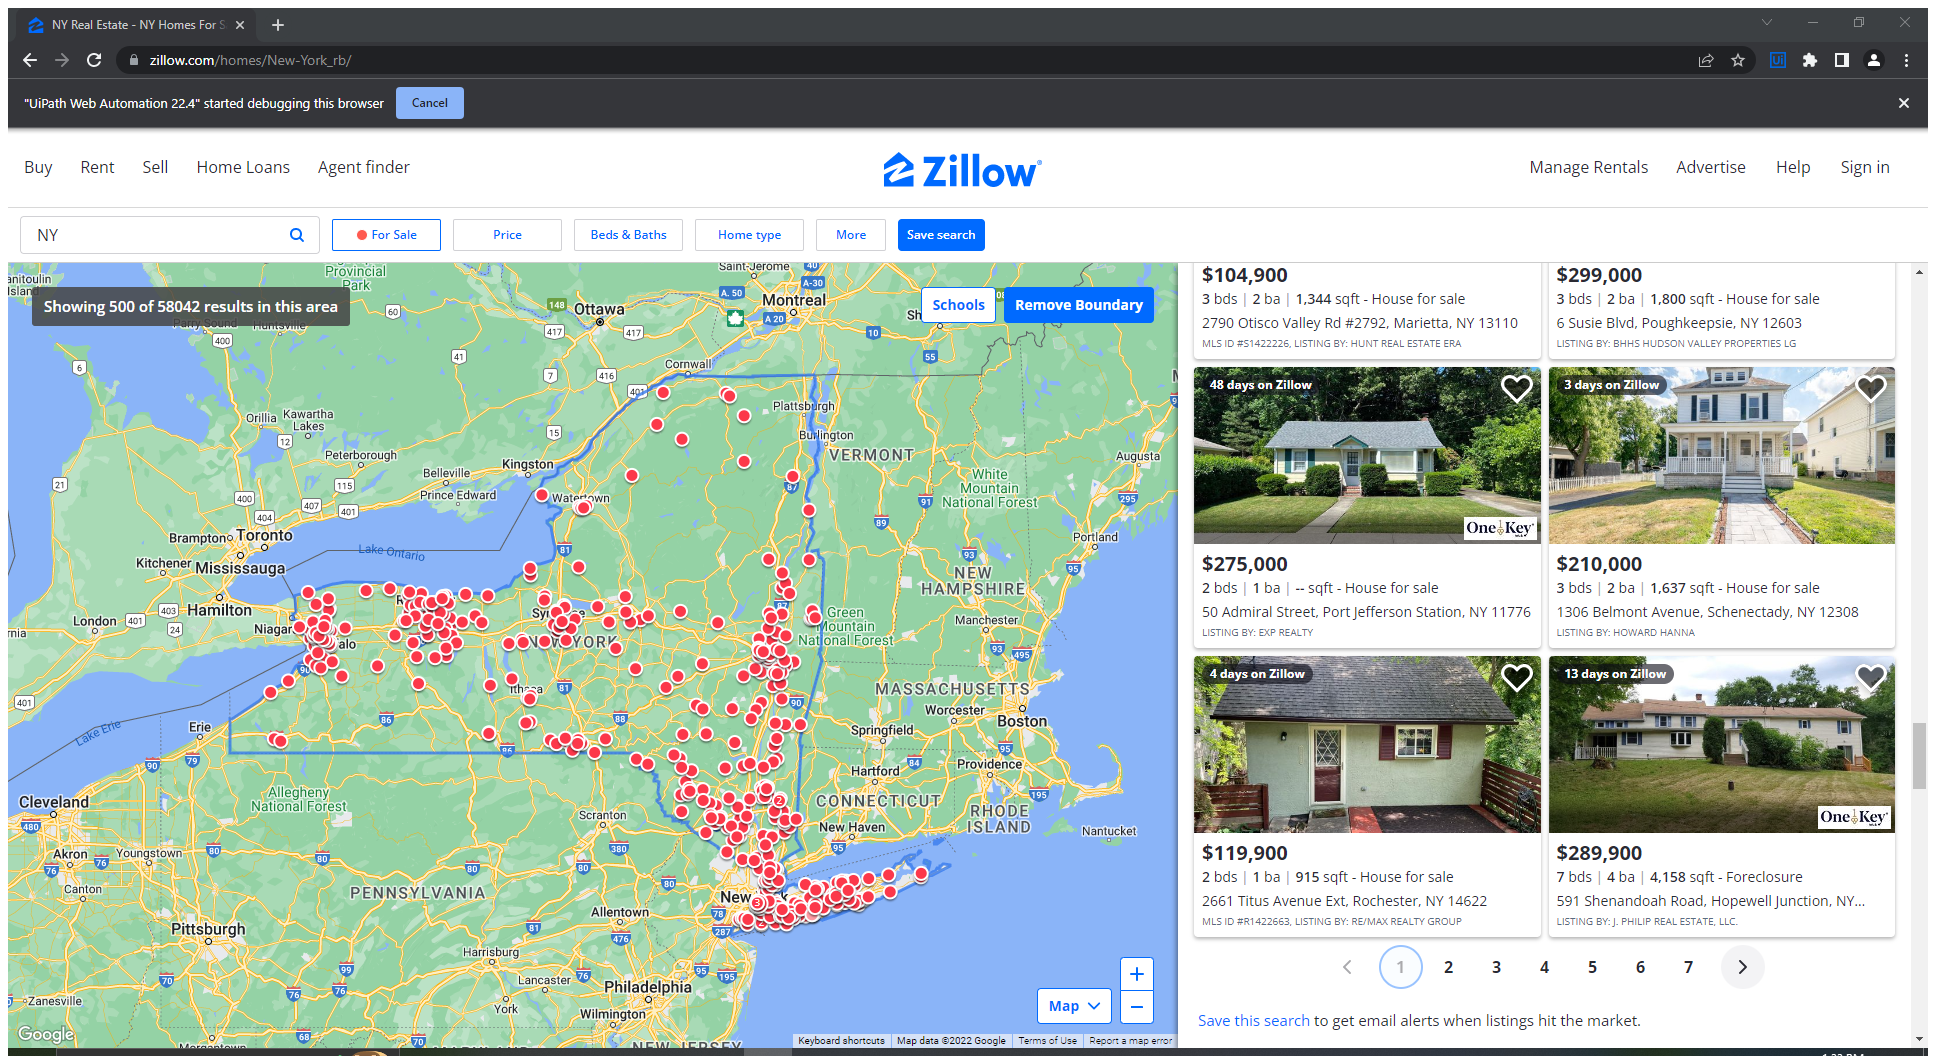 NY Real Estate - NY Homes For S
zillow.com/homes/New-York_rb/
Ui
"UiPath Web Automation 22.4" started debugging this browser
Cancel
Buy
Rent
Sell
Home Loans
Agent finder
Zillow
Manage Rentals
Advertise
Help
Sign in
NY
For Sale
Price
Beds & Baths
Home type
More
Save search
Showing 500 of 58042 results in this area
Schools
Remove Boundary
Provincial
Park
Saint-Jerome
Ottawa
Montreal
Cornwall
Parry Sound
Huntsville
Orillia
Kawartha
Lakes
Peterborough
Belleville
Prince Edward
Kingston
Watertown
Plattsburgh
Burlington
VERMONT
White
Mountain
National Forest
Augusta
Portland
Brampton
Toronto
Kitchener
Mississauga
Hamilton
London
Lake Ontario
NEW
HAMPSHIRE
Green
Mountain
National Forest
Manchester
Ithaca
MASSACHUSETTS
Worcester
Boston
Springfield
Lake Erie
Erie
Hartford
Providence
CONNECTICUT
RHODE
ISLAND
New Haven
Nantucket
Cleveland
Allegheny
National Forest
Scranton
Akron
Youngstown
Canton
PENNSYLVANIA
Allentown
Pittsburgh
Harrisburg
Lancaster
York
Philadelphia
Wilmington
Zanesville
Morgantown
NEW JERSEY
Google
Map
+
−
Keyboard shortcuts
Map data ©2022 Google
Terms of Use
Report a map error
$104,900
3 bds | 2 ba | 1,344 sqft - House for sale
2790 Otisco Valley Rd #2792, Marietta, NY 13110
MLS ID #S1422226, LISTING BY: HUNT REAL ESTATE ERA
$299,000
3 bds | 2 ba | 1,800 sqft - House for sale
6 Susie Blvd, Poughkeepsie, NY 12603
LISTING BY: BHHS HUDSON VALLEY PROPERTIES LG
48 days on Zillow
OneKey
$275,000
2 bds | 1 ba | -- sqft - House for sale
50 Admiral Street, Port Jefferson Station, NY 11776
LISTING BY: EXP REALTY
3 days on Zillow
$210,000
3 bds | 2 ba | 1,637 sqft - House for sale
1306 Belmont Avenue, Schenectady, NY 12308
LISTING BY: HOWARD HANNA
4 days on Zillow
$119,900
2 bds | 1 ba | 915 sqft - House for sale
2661 Titus Avenue Ext, Rochester, NY 14622
MLS ID #R1422663, LISTING BY: RE/MAX REALTY GROUP
13 days on Zillow
OneKey
$289,900
7 bds | 4 ba | 4,158 sqft - Foreclosure
591 Shenandoah Road, Hopewell Junction, NY...
LISTING BY: J. PHILIP REAL ESTATE, LLC.
1 2 3 4 5 6 7
Save this search to get email alerts when listings hit the market.